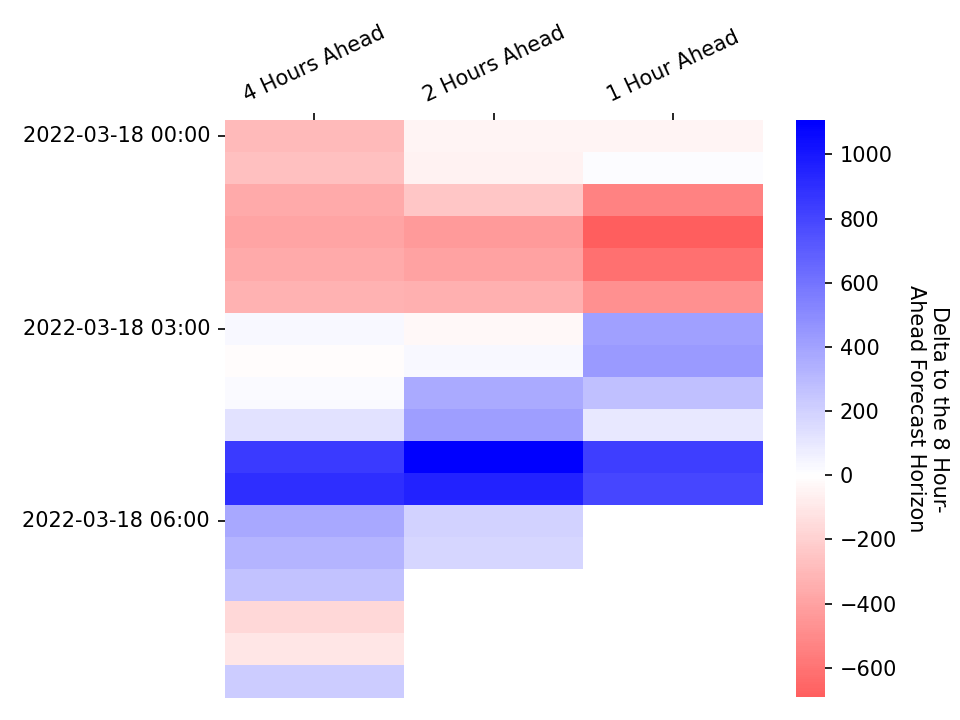 4 Hours Ahead
2 Hours Ahead
1 Hour Ahead
2022-03-18 00:00
2022-03-18 03:00
2022-03-18 06:00
1000
800
600
400
200
0
−200
−400
−600
Delta to the 8 Hour-
Ahead Forecast Horizon